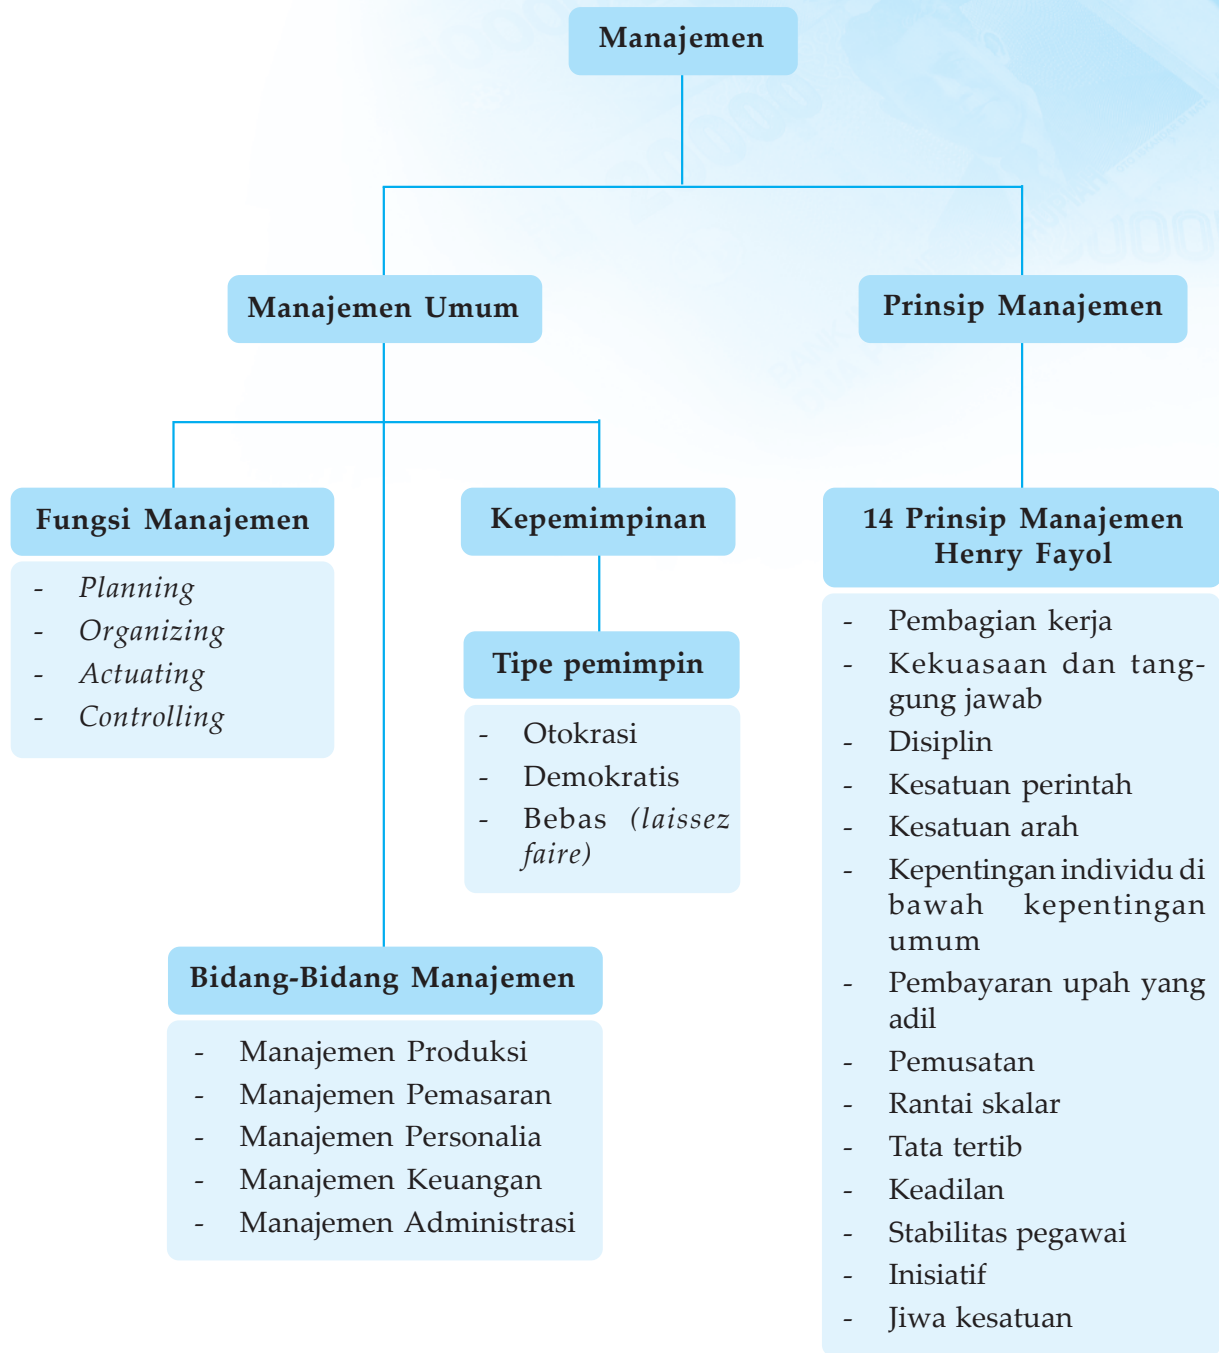 Manajemen
Manajemen Umum
Prinsip Manajemen
Fungsi Manajemen
- Planning
- Organizing
- Actuating
- Controlling
Kepemimpinan
Tipe pemimpin
- Otokrasi
- Demokratis
- Bebas (laissez
faire)
Bidang-Bidang Manajemen
- Manajemen Produksi
- Manajemen Pemasaran
- Manajemen Personalia
- Manajemen Keuangan
- Manajemen Administrasi
14 Prinsip Manajemen
Henry Fayol
- Pembagian kerja
- Kekuasaan dan tang-
gung jawab
- Disiplin
- Kesatuan perintah
- Kesatuan arah
- Kepentingan individu di
bawah kepentingan
umum
- Pembayaran upah yang
adil
- Pemusatan
- Rantai skalar
- Tata tertib
- Keadilan
- Stabilitas pegawai
- Inisiatif
- Jiwa kesatuan